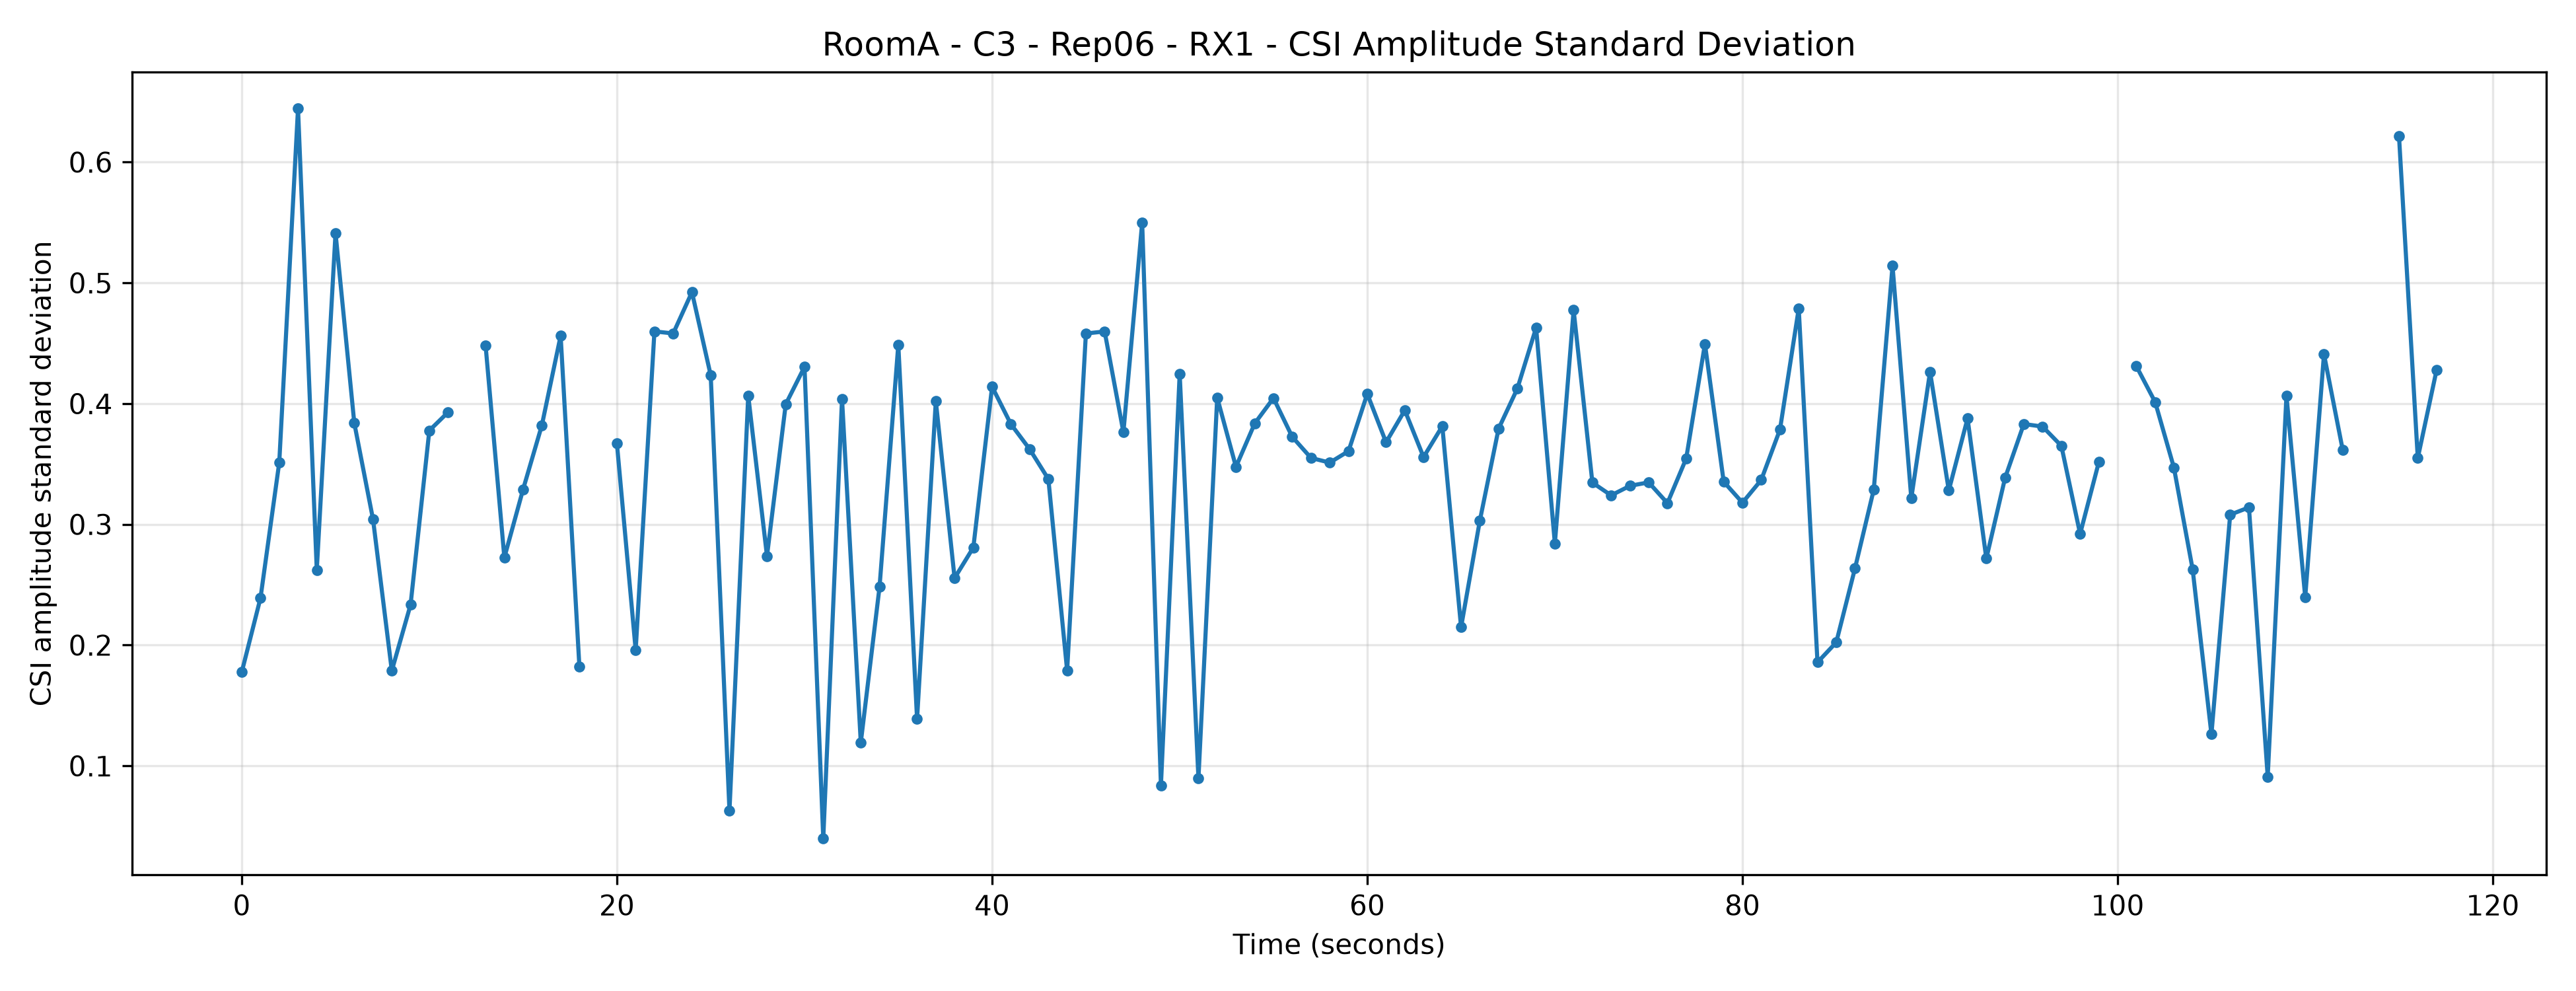 RoomA - C3 - Rep06 - RX1 - CSI Amplitude Standard Deviation
CSI amplitude standard deviation
0.6
0.5
0.4
0.3
0.2
0.1
0 20 40 60 80 100 120
Time (seconds)